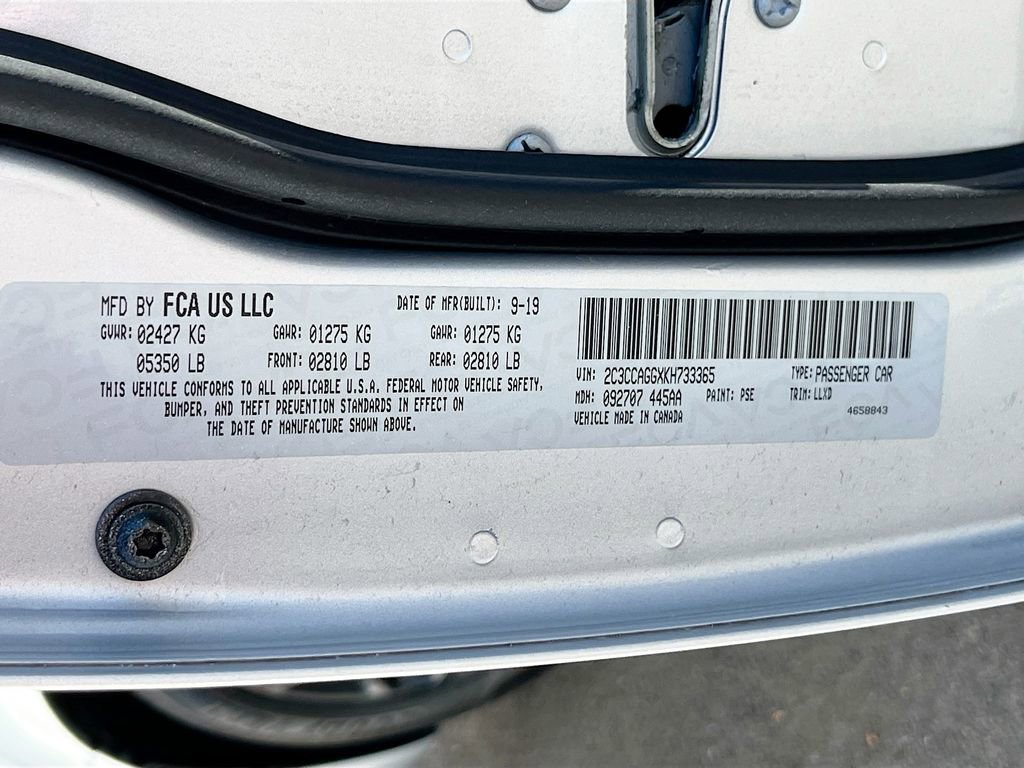 MFD BY FCA US LLC DATE OF MFR(BUILT): 9-19
GVWR: 02427 KG GAWR: 01275 KG GAWR: 01275 KG
05350 LB FRONT: 02810 LB REAR: 02810 LB
THIS VEHICLE CONFORMS TO ALL APPLICABLE U.S.A. FEDERAL MOTOR VEHICLE SAFETY,
BUMPER, AND THEFT PREVENTION STANDARDS IN EFFECT ON
THE DATE OF MANUFACTURE SHOWN ABOVE.
VIN: 2C3CCAGGXKH733365 TYPE: PASSENGER CAR
MDH: 092707 445AA PAINT: PSE TRIM: LLXD
VEHICLE MADE IN CANADA 4658843